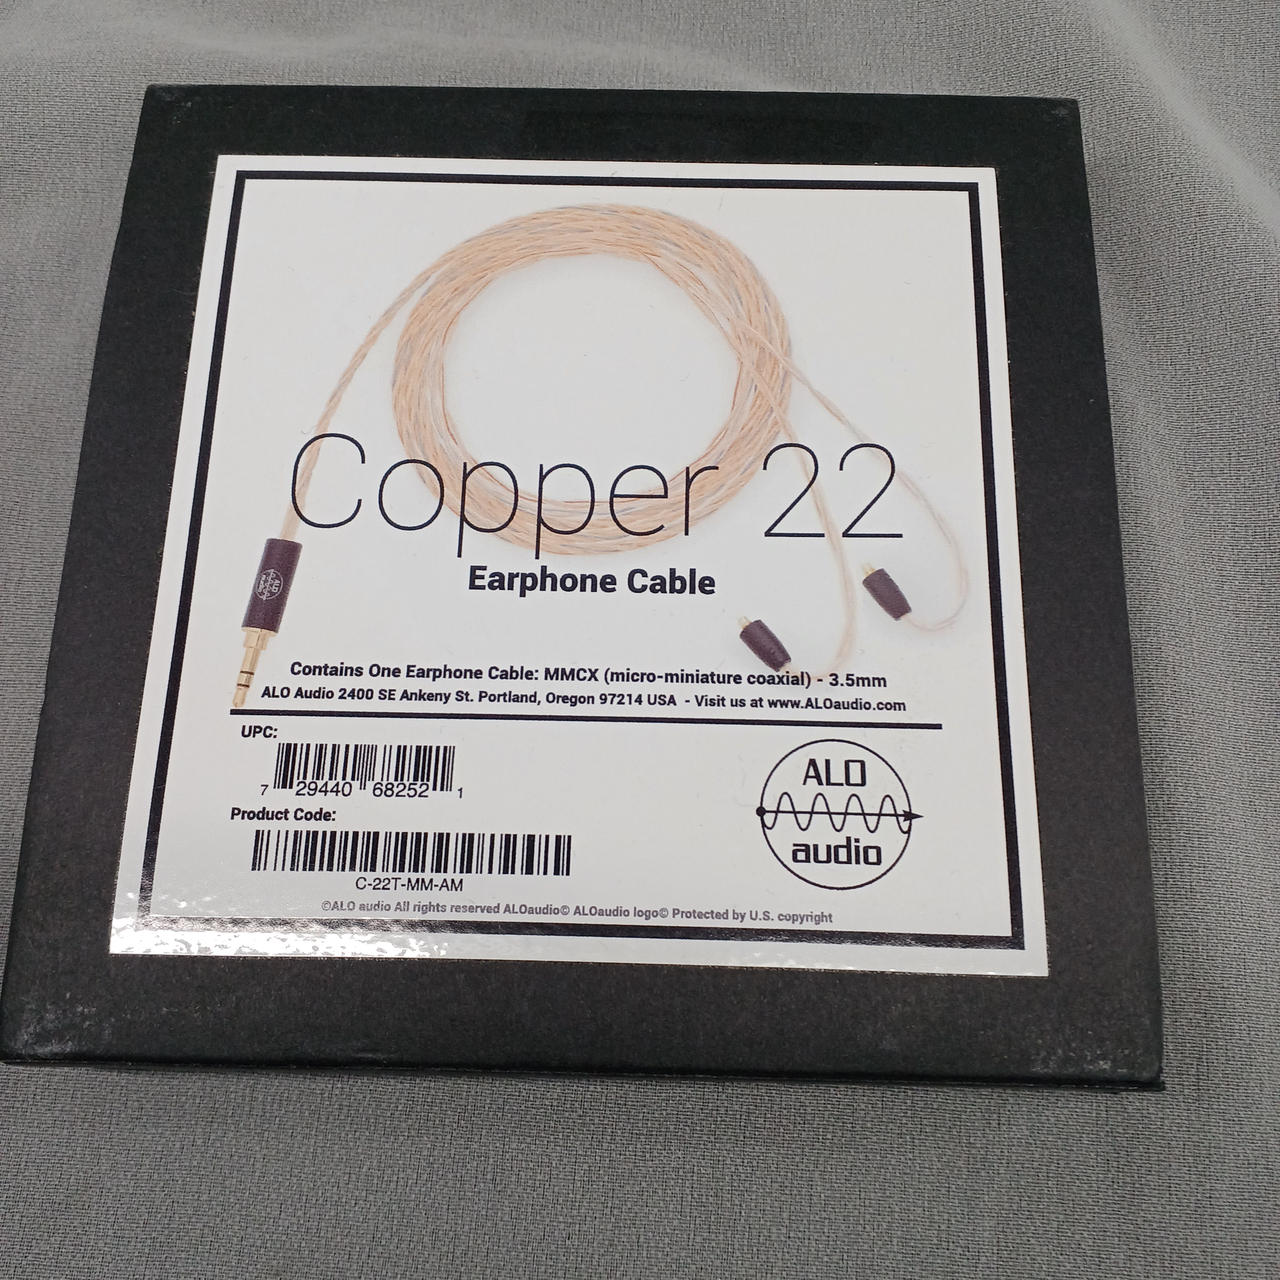 Copper 22
Earphone Cable
ALO
audio
Contains One Earphone Cable: MMCX (micro-miniature coaxial) - 3.5mm
ALO Audio 2400 SE Ankeny St. Portland, Oregon 97214 USA - Visit us at www.ALOaudio.com
UPC:
7 29440 68252 1
Product Code:
C-22T-MM-AM
ALO
audio
©ALO audio All rights reserved ALOaudio© ALOaudio logo© Protected by U.S. copyright